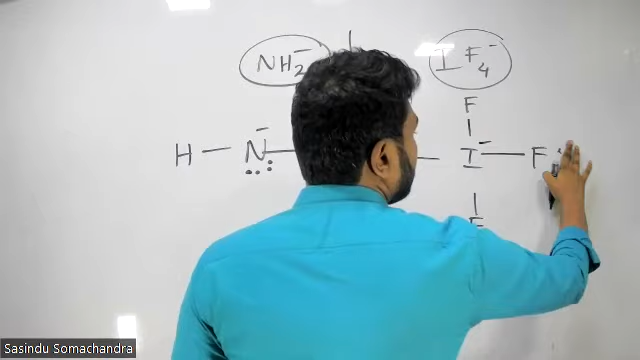 NH₂⁻ IF₄⁻
F
H — N⁻ — I⁻ — F
F
Sasindu Somachandra